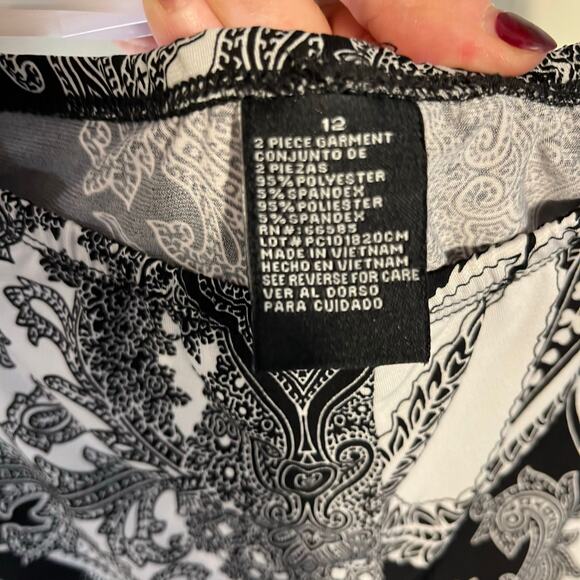 12
2 PIECE GARMENT
CONJUNTO DE
2 PIEZAS
95% POLYESTER
5% SPANDEX
95% POLIESTER
5% SPANDEX
RN#: 66585
LOT# PC101820CM
MADE IN VIETNAM
HECHO EN VIETNAM
SEE REVERSE FOR CARE
VER AL DORSO
PARA CUIDADO